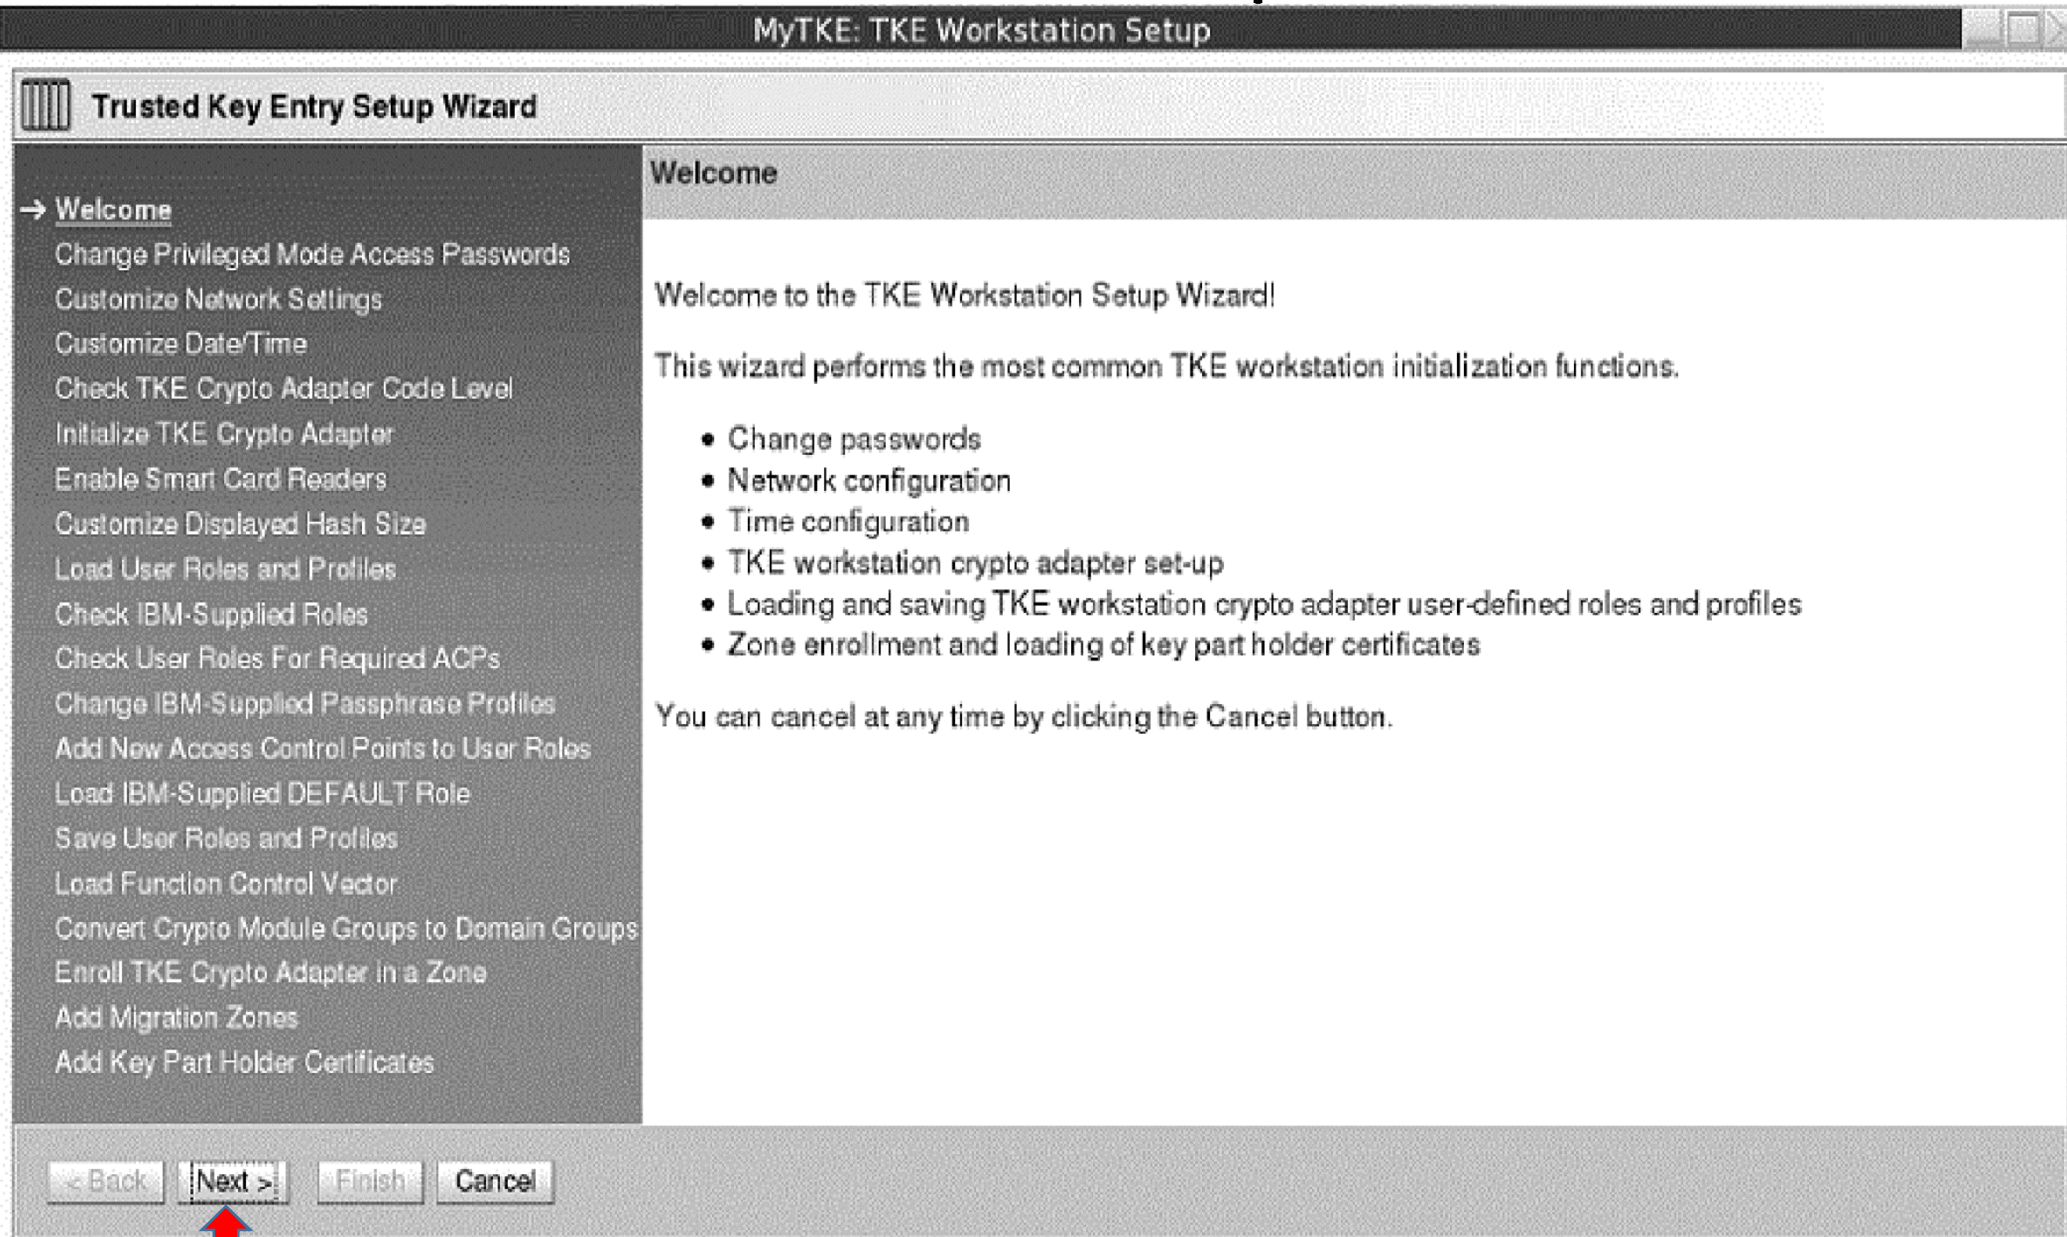 MyTKE: TKE Workstation Setup
Trusted Key Entry Setup Wizard
Welcome
Change Privileged Mode Access Passwords
Customize Network Settings
Customize Date/Time
Check TKE Crypto Adapter Code Level
Initialize TKE Crypto Adapter
Enable Smart Card Readers
Customize Displayed Hash Size
Load User Roles and Profiles
Check IBM-Supplied Roles
Check User Roles For Required ACPs
Change IBM-Supplied Passphrase Profiles
Add New Access Control Points to User Roles
Load IBM-Supplied DEFAULT Role
Save User Roles and Profiles
Load Function Control Vector
Convert Crypto Module Groups to Domain Groups
Enroll TKE Crypto Adapter in a Zone
Add Migration Zones
Add Key Part Holder Certificates
Welcome
Welcome to the TKE Workstation Setup Wizard!
This wizard performs the most common TKE workstation initialization functions.
• Change passwords
• Network configuration
• Time configuration
• TKE workstation crypto adapter set-up
• Loading and saving TKE workstation crypto adapter user-defined roles and profiles
• Zone enrollment and loading of key part holder certificates
You can cancel at any time by clicking the Cancel button.
< Back Next > Finish Cancel